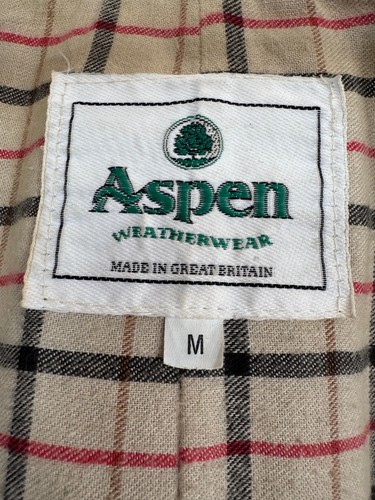 Aspen
WEATHERWEAR
MADE IN GREAT BRITAIN
M